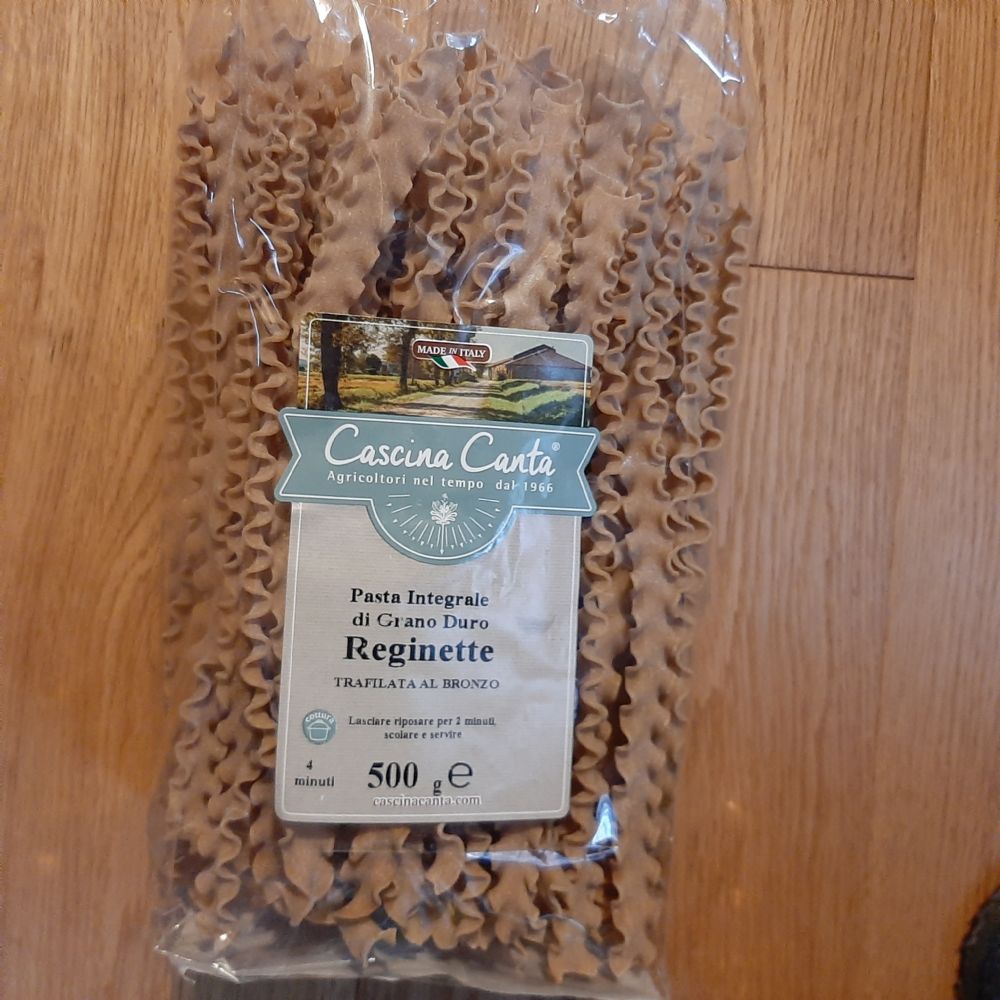 MADE IN ITALY
Cascina Canta®
Agricoltori nel tempo dal 1966
Pasta Integrale
di Grano Duro
Reginette
TRAFILATA AL BRONZO
cottura
Lasciare riposare per 2 minuti,
scolare e servire
4
minuti
500 g e
cascinacanta.com